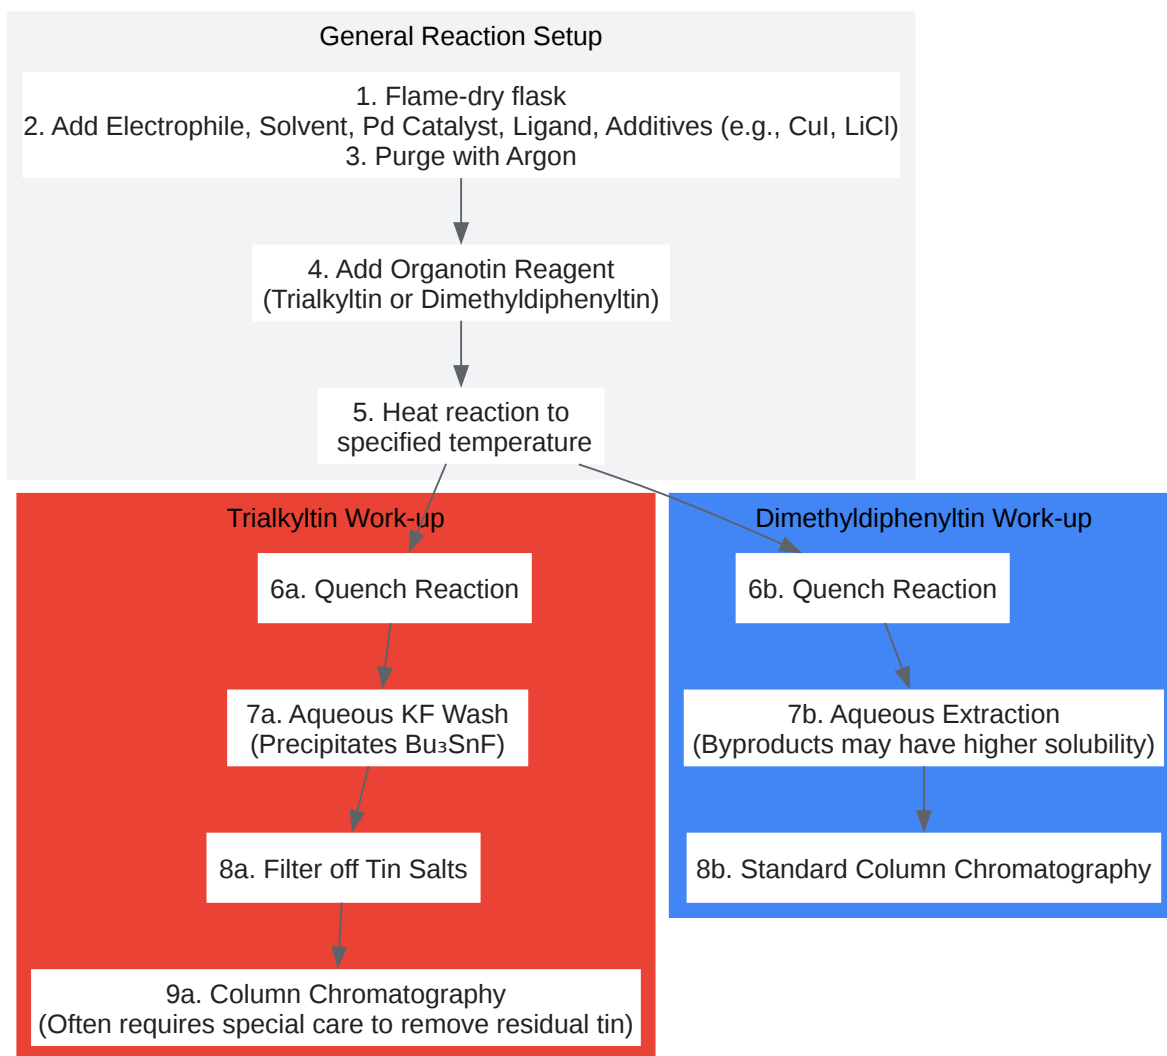 General Reaction Setup
1. Flame-dry flask
2. Add Electrophile, Solvent, Pd Catalyst, Ligand, Additives (e.g., CuI, LiCl)
3. Purge with Argon
4. Add Organotin Reagent
(Trialkyltin or Dimethyldiphenyltin)
5. Heat reaction to
specified temperature
Trialkyltin Work-up
6a. Quench Reaction
7a. Aqueous KF Wash
(Precipitates Bu₃SnF)
8a. Filter off Tin Salts
9a. Column Chromatography
(Often requires special care to remove residual tin)
Dimethyldiphenyltin Work-up
6b. Quench Reaction
7b. Aqueous Extraction
(Byproducts may have higher solubility)
8b. Standard Column Chromatography